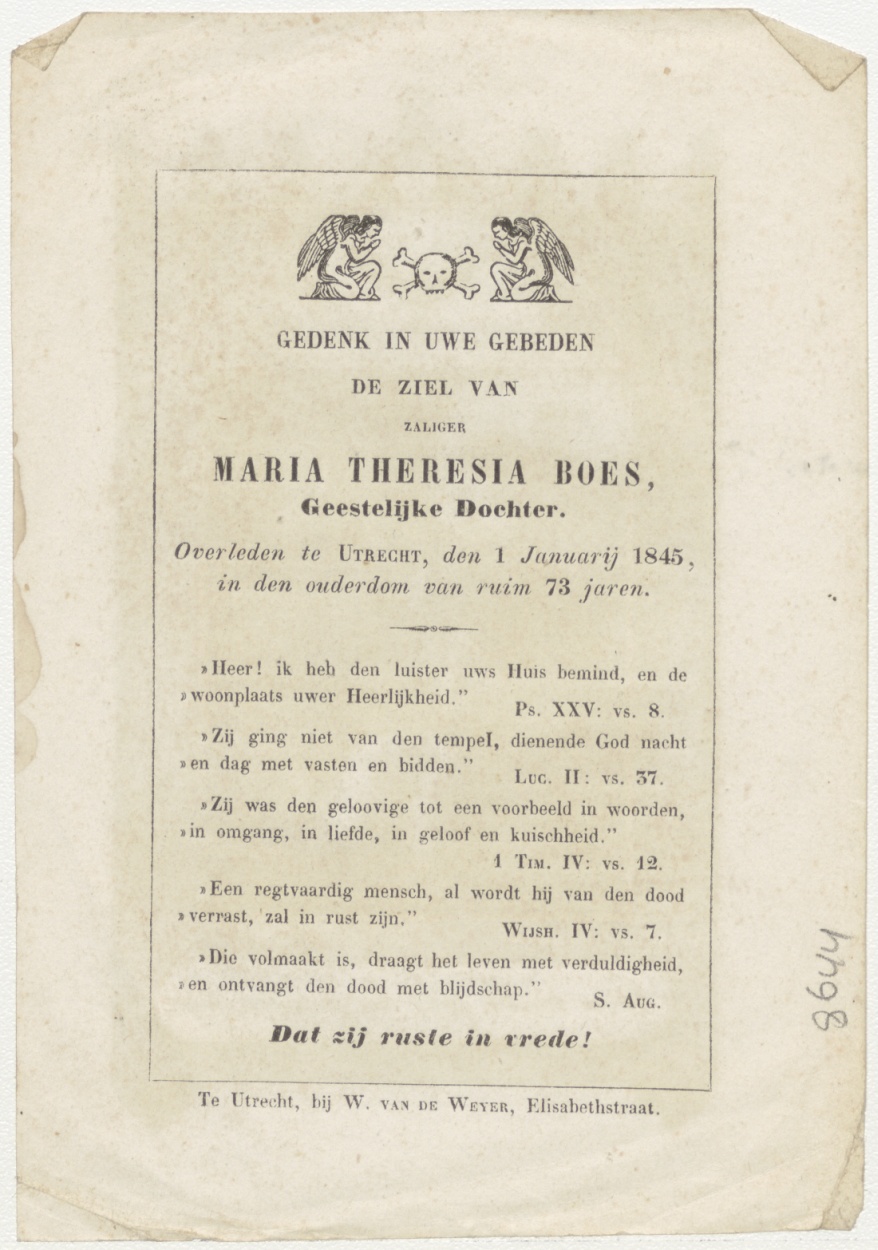 GEDENK IN UWE GEBEDEN
DE ZIEL VAN
ZALIGER
MARIA THERESIA BOES,
Geestelijke Dochter.
Overleden te UTRECHT, den 1 Januarij 1845,
in den ouderdom van ruim 73 jaren.
»Heer! ik heb den luister uws Huis bemind, en de
»woonplaats uwer Heerlijkheid.”
Ps. XXV: vs. 8.
»Zij ging niet van den tempel, dienende God nacht
»en dag met vasten en bidden.”
LUC. II: vs. 37.
»Zij was den geloovige tot een voorbeeld in woorden,
»in omgang, in liefde, in geloof en kuischheid.”
1 TIM. IV: vs. 12.
»Een regtvaardig mensch, al wordt hij van den dood
»verrast, zal in rust zijn.”
WIJSH. IV: vs. 7.
»Die volmaakt is, draagt het leven met verduldigheid,
»en ontvangt den dood met blijdschap.”
S. AUG.
Dat zij ruste in vrede!
Te Utrecht, bij W. VAN DE WEYER, Elisabethstraat.
8644